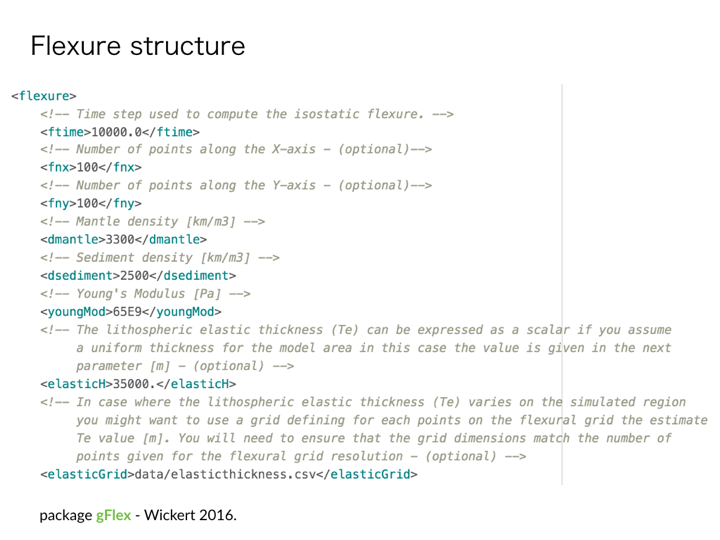 Flexure structure
<flexure>
<!-- Time step used to compute the isostatic flexure. -->
<ftime>10000.0</ftime>
<!-- Number of points along the X-axis - (optional)-->
<fnx>100</fnx>
<!-- Number of points along the Y-axis - (optional)-->
<fny>100</fny>
<!-- Mantle density [km/m3] -->
<dmantle>3300</dmantle>
<!-- Sediment density [km/m3] -->
<dsediment>2500</dsediment>
<!-- Young's Modulus [Pa] -->
<youngMod>65E9</youngMod>
<!-- The lithospheric elastic thickness (Te) can be expressed as a scalar if you assume
a uniform thickness for the model area in this case the value is given in the next
parameter [m] - (optional) -->
<elasticH>35000.</elasticH>
<!-- In case where the lithospheric elastic thickness (Te) varies on the simulated region
you might want to use a grid defining for each points on the flexural grid the estimate
Te value [m]. You will need to ensure that the grid dimensions match the number of
points given for the flexural grid resolution - (optional) -->
<elasticGrid>data/elasticthickness.csv</elasticGrid>
package gFlex - Wickert 2016.